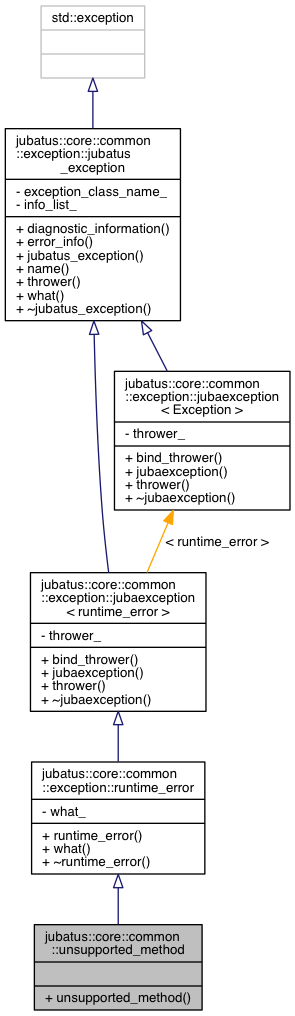 std::exception
jubatus::core::common
::exception::jubatus
_exception
- exception_class_name_
- info_list_
+ diagnostic_information()
+ error_info()
+ jubatus_exception()
+ name()
+ thrower()
+ what()
+ ~jubatus_exception()
jubatus::core::common
::exception::jubaexception
< Exception >
- thrower_
+ bind_thrower()
+ jubaexception()
+ thrower()
+ ~jubaexception()
< runtime_error >
jubatus::core::common
::exception::jubaexception
< runtime_error >
- thrower_
+ bind_thrower()
+ jubaexception()
+ thrower()
+ ~jubaexception()
jubatus::core::common
::exception::runtime_error
- what_
+ runtime_error()
+ what()
+ ~runtime_error()
jubatus::core::common
::unsupported_method
+ unsupported_method()